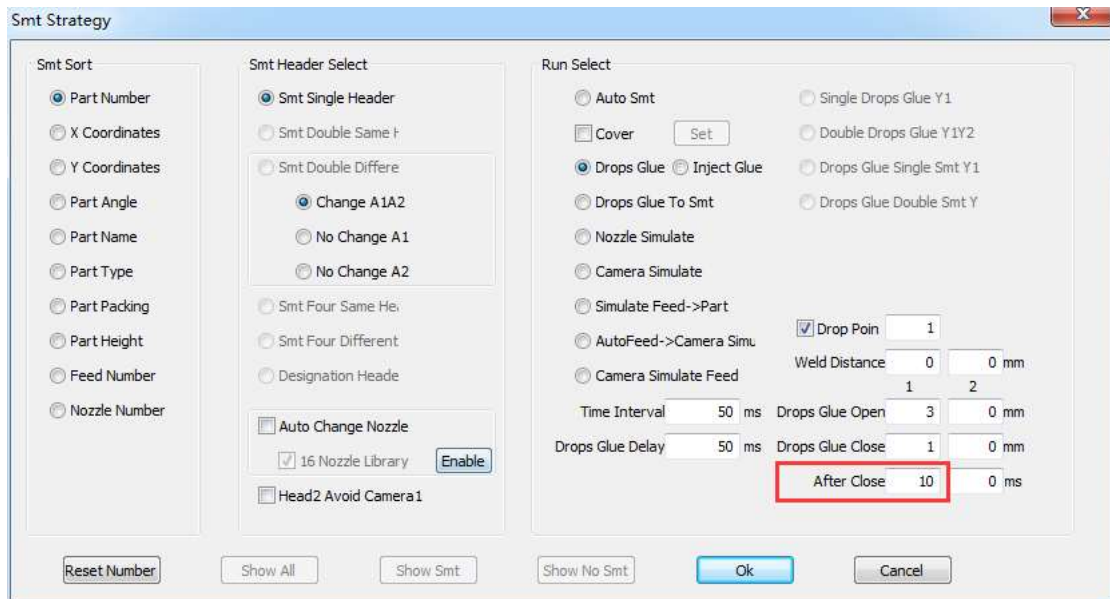 Smt Strategy
Smt Sort
Part Number
X Coordinates
Y Coordinates
Part Angle
Part Name
Part Type
Part Packing
Part Height
Feed Number
Nozzle Number
Smt Header Select
Smt Single Header
Smt Double Same H
Smt Double Differe
Change A1A2
No Change A1
No Change A2
Smt Four Same He
Smt Four Different
Designation Heade
Auto Change Nozzle
16 Nozzle Library Enable
Head2 Avoid Camera1
Run Select
Auto Smt
Cover Set
Drops Glue Inject Glue
Drops Glue To Smt
Nozzle Simulate
Camera Simulate
Simulate Feed->Part
AutoFeed->Camera Simu
Camera Simulate Feed
Time Interval 50 ms
Drops Glue Delay 50 ms
Single Drops Glue Y1
Double Drops Glue Y1Y2
Drops Glue Single Smt Y1
Drops Glue Double Smt Y
Drop Poin 1
Weld Distance 0 0 mm
1 2
Drops Glue Open 3 0 mm
Drops Glue Close 1 0 mm
After Close 10 0 ms
Reset Number Show All Show Smt Show No Smt Ok Cancel